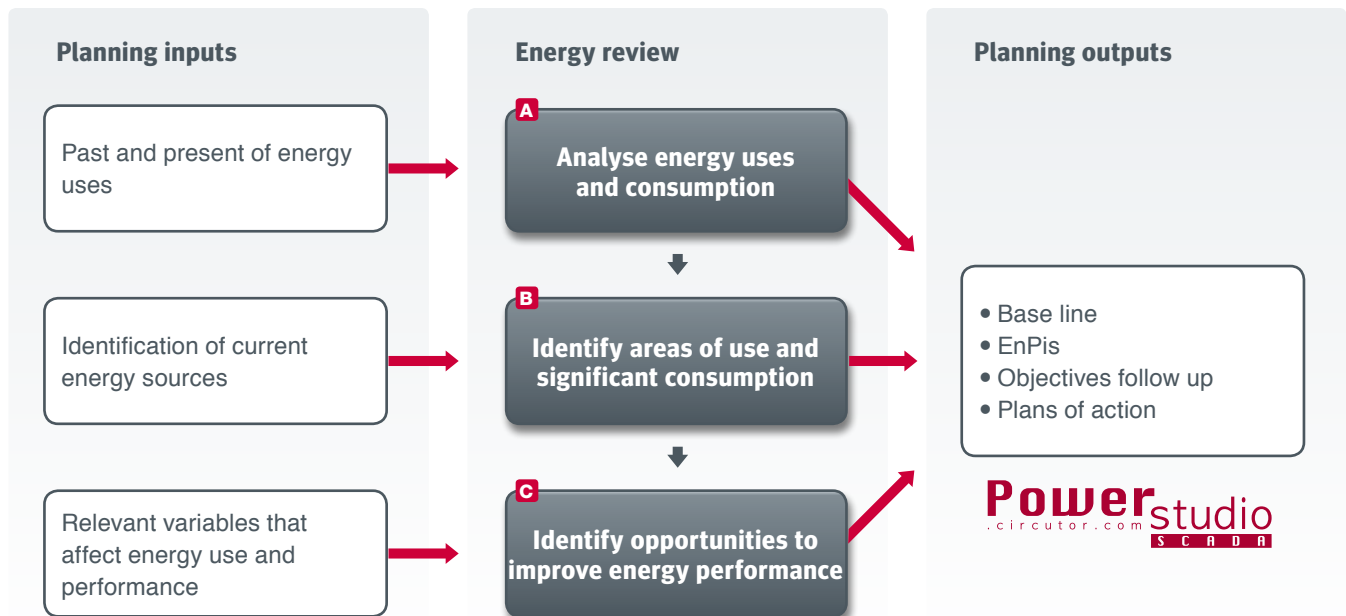 Planning inputs
Past and present of energy
uses
Identification of current
energy sources
Relevant variables that
affect energy use and
performance
Energy review
A
Analyse energy uses
and consumption
B
Identify areas of use and
significant consumption
C
Identify opportunities to
improve energy performance
Planning outputs
• Base line
• EnPis
• Objectives follow up
• Plans of action
Power studio
.circutor.com
SCADA